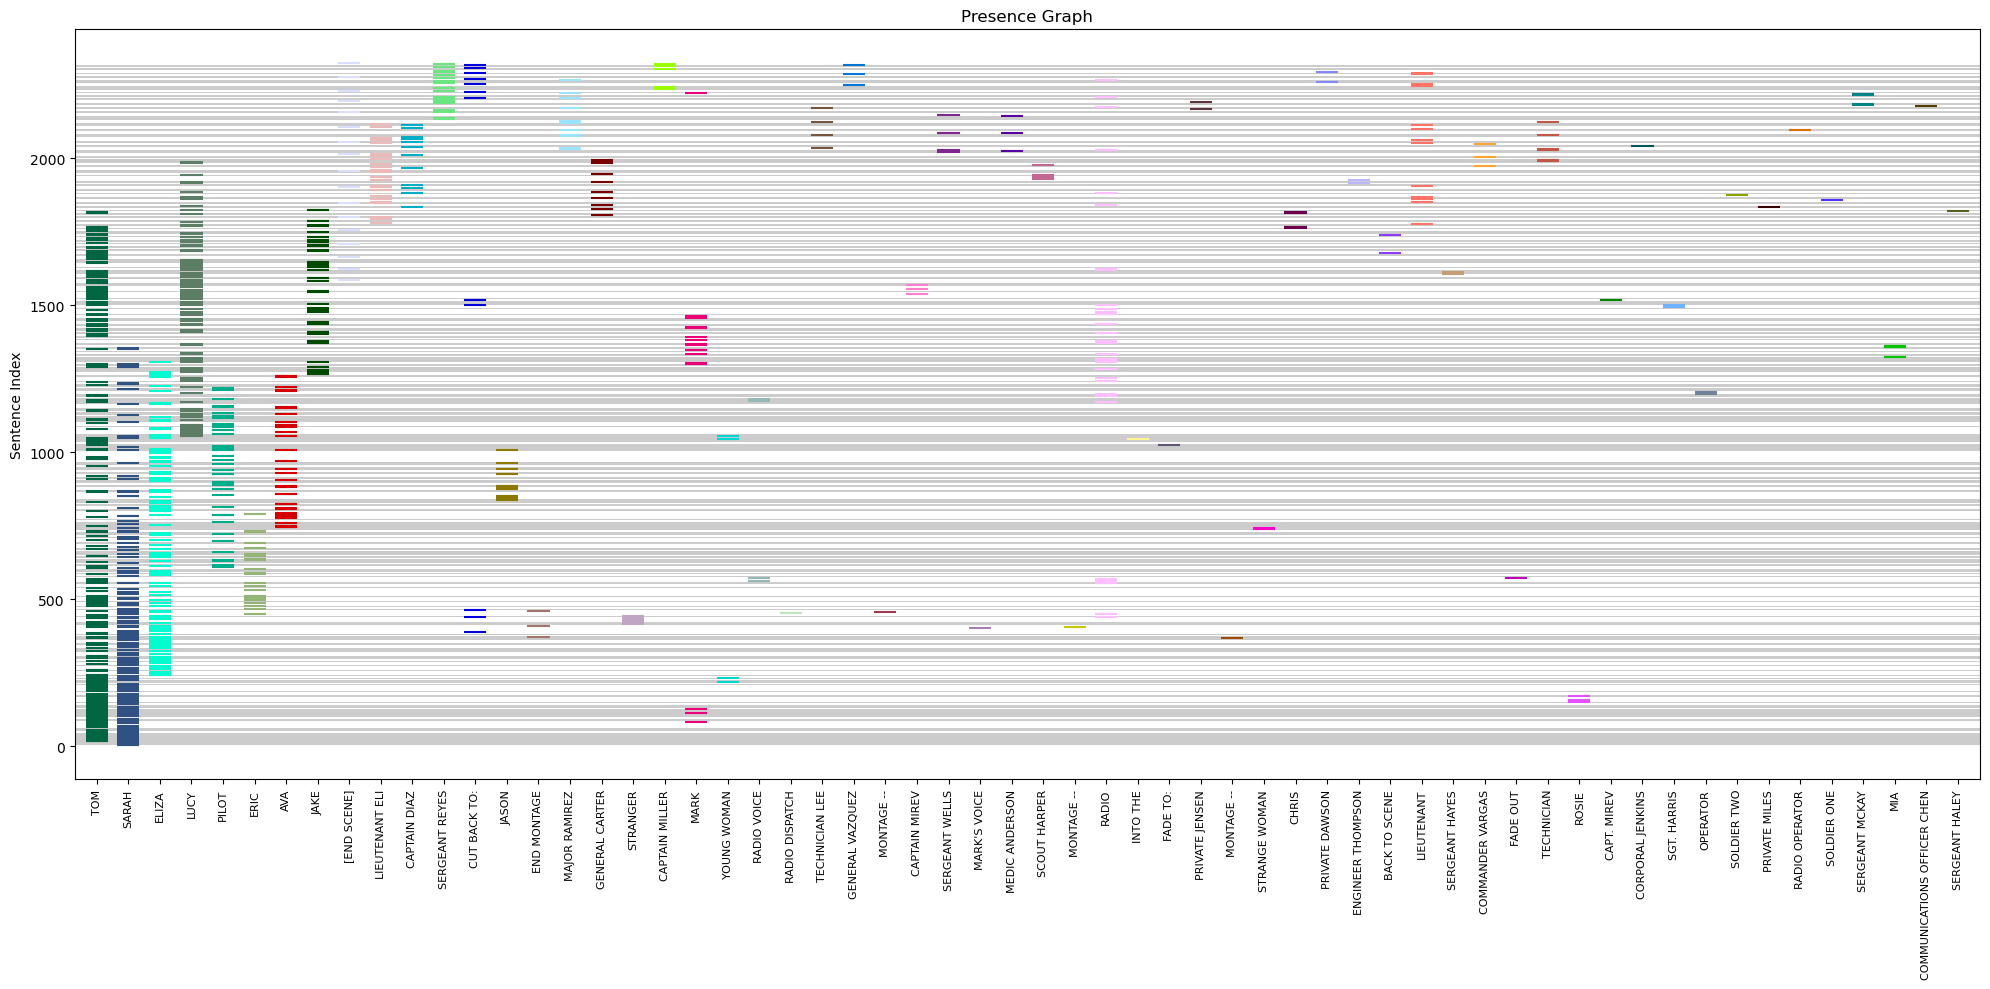 Presence Graph
2000
1500
1000
500
0
Sentence Index
TOM
SARAH
ELIZA
LUCY
PILOT
ERIC
AVA
JAKE
[END SCENE]
LIEUTENANT ELI
CAPTAIN DIAZ
SERGEANT REYES
CUT BACK TO:
JASON
END MONTAGE
MAJOR RAMIREZ
GENERAL CARTER
STRANGER
CAPTAIN MILLER
MARK
YOUNG WOMAN
RADIO VOICE
RADIO DISPATCH
TECHNICIAN LEE
GENERAL VAZQUEZ
MONTAGE --
CAPTAIN MIREV
SERGEANT WELLS
MARK'S VOICE
MEDIC ANDERSON
SCOUT HARPER
MONTAGE --
RADIO
INTO THE
FADE TO:
PRIVATE JENSEN
MONTAGE --
STRANGE WOMAN
CHRIS
PRIVATE DAWSON
ENGINEER THOMPSON
BACK TO SCENE
LIEUTENANT
SERGEANT HAYES
COMMANDER VARGAS
FADE OUT
TECHNICIAN
ROSIE
CAPT. MIREV
CORPORAL JENKINS
SGT. HARRIS
OPERATOR
SOLDIER TWO
PRIVATE MILES
RADIO OPERATOR
SOLDIER ONE
SERGEANT MCKAY
MIA
COMMUNICATIONS OFFICER CHEN
SERGEANT HALEY